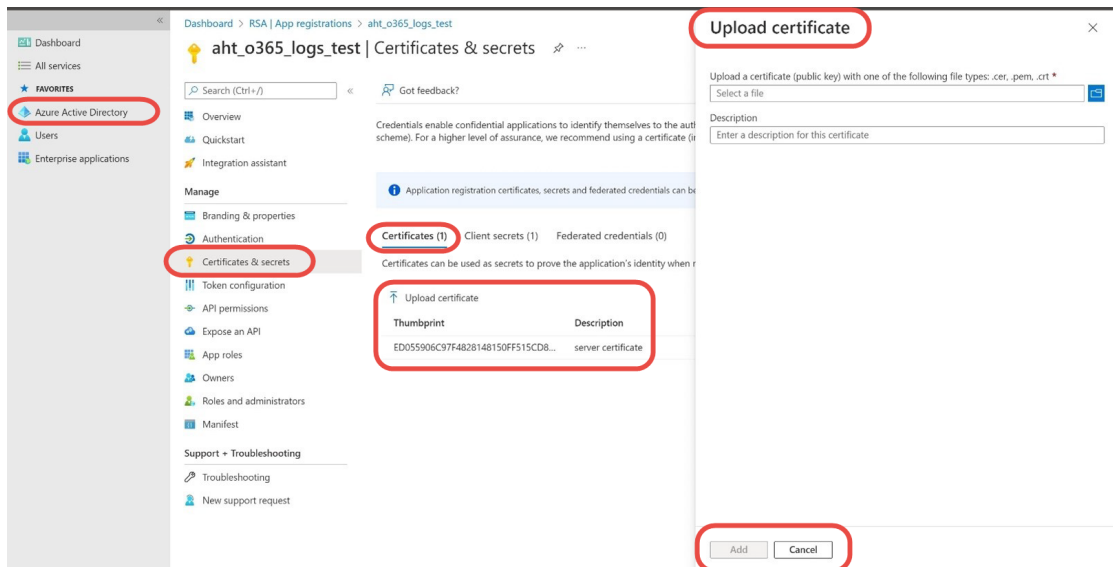 «
Dashboard
All services
FAVORITES
Azure Active Directory
Users
Enterprise applications
Dashboard > RSA | App registrations > aht_o365_logs_test
aht_o365_logs_test | Certificates & secrets ...
Search (Ctrl+/) «
Overview
Quickstart
Integration assistant
Manage
Branding & properties
Authentication
Certificates & secrets
Token configuration
API permissions
Expose an API
App roles
Owners
Roles and administrators
Manifest
Support + Troubleshooting
Troubleshooting
New support request
Got feedback?
Credentials enable confidential applications to identify themselves to the
scheme). For a higher level of assurance, we recommend using a certificate
Application registration certificates, secrets and federated credentials can be
Certificates (1) Client secrets (1) Federated credentials (0)
Certificates can be used as secrets to prove the application's identity when
Upload certificate
Thumbprint Description
ED055906C97F4828148150FF515CD8... server certificate
Upload certificate
Upload a certificate (public key) with one of the following file types: .cer, .pem, .crt *
Select a file
Description
Enter a description for this certificate
Add Cancel